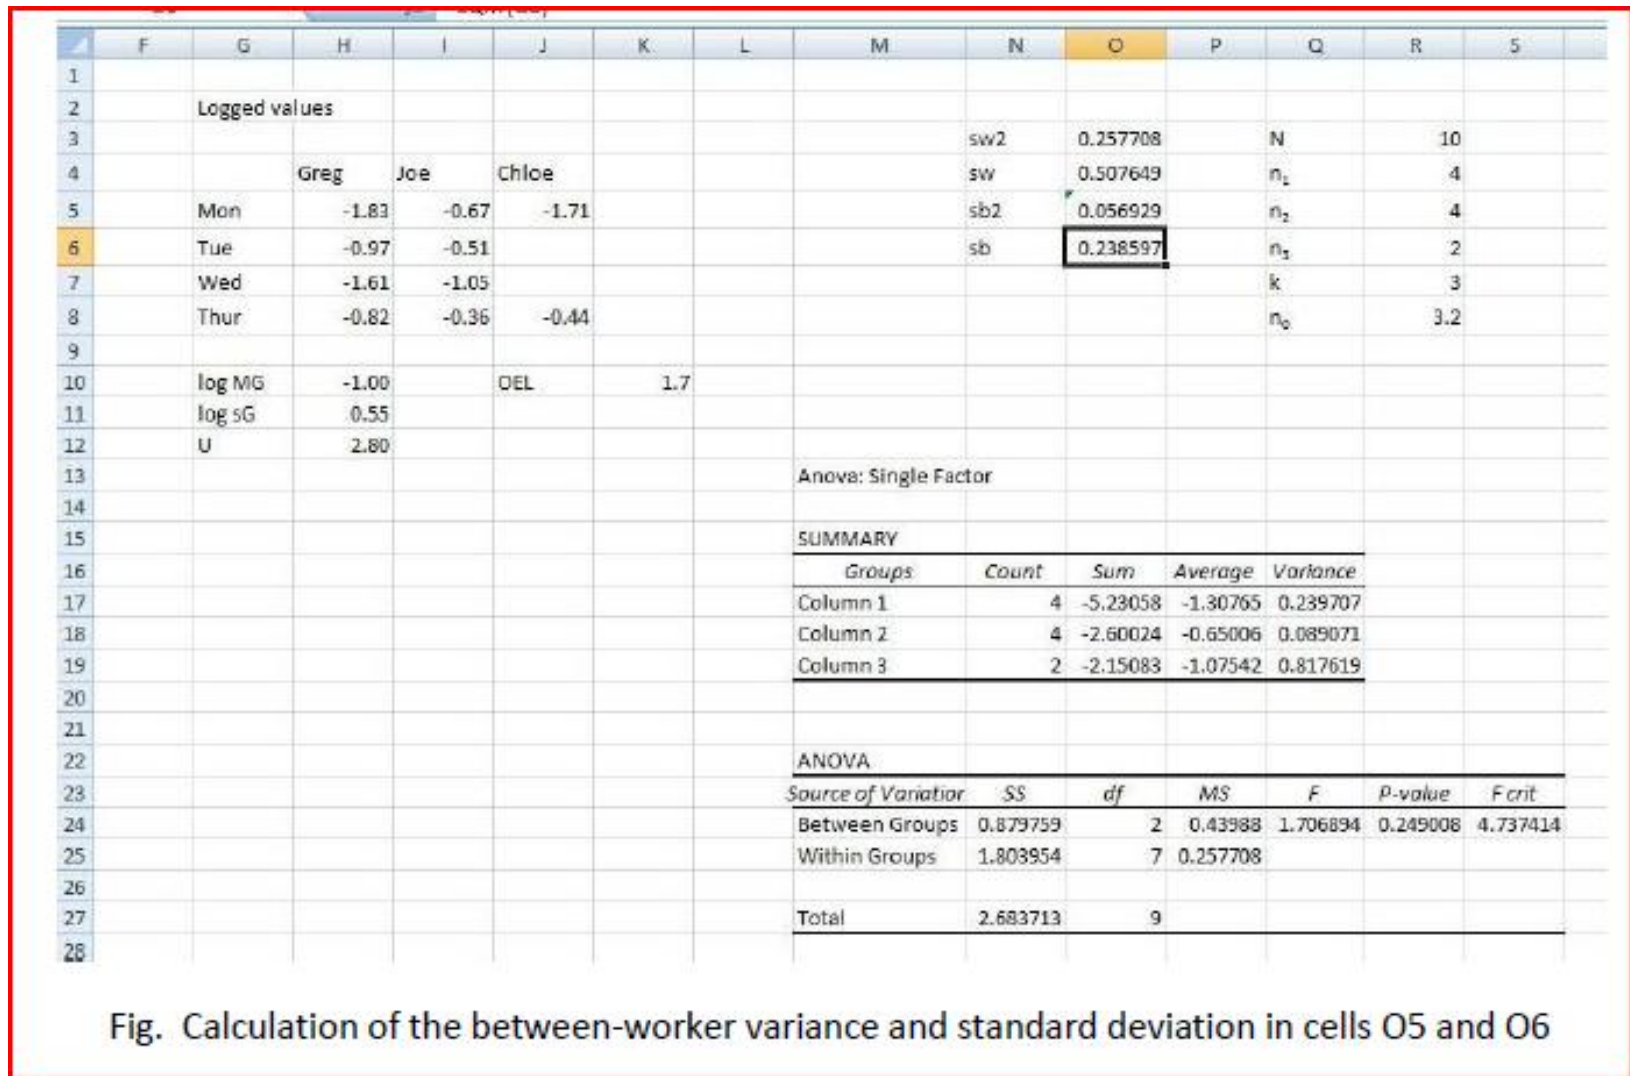 F G H I J K L M N O P Q R S
1
2 Logged values
3 sw2 0.257708 N 10
4 Greg Joe Chloe sw 0.507649 n₁ 4
5 Mon -1.83 -0.67 -1.71 sb2 0.056929 n₂ 4
6 Tue -0.97 -0.51 sb 0.238597 n₃ 2
7 Wed -1.61 -1.05 k 3
8 Thur -0.82 -0.36 -0.44 n₀ 3.2
9
10 log MG -1.00 OEL 1.7
11 log sG 0.55
12 U 2.80
13 Anova: Single Factor
14
15 SUMMARY
16 Groups Count Sum Average Variance
17 Column 1 4 -5.23058 -1.30765 0.239707
18 Column 2 4 -2.60024 -0.65006 0.089071
19 Column 3 2 -2.15083 -1.07542 0.817619
20
21
22 ANOVA
23 Source of Variatior SS df MS F P-value F crit
24 Between Groups 0.879759 2 0.43988 1.706894 0.249008 4.737414
25 Within Groups 1.803954 7 0.257708
26
27 Total 2.683713 9
28
Fig. Calculation of the between-worker variance and standard deviation in cells O5 and O6